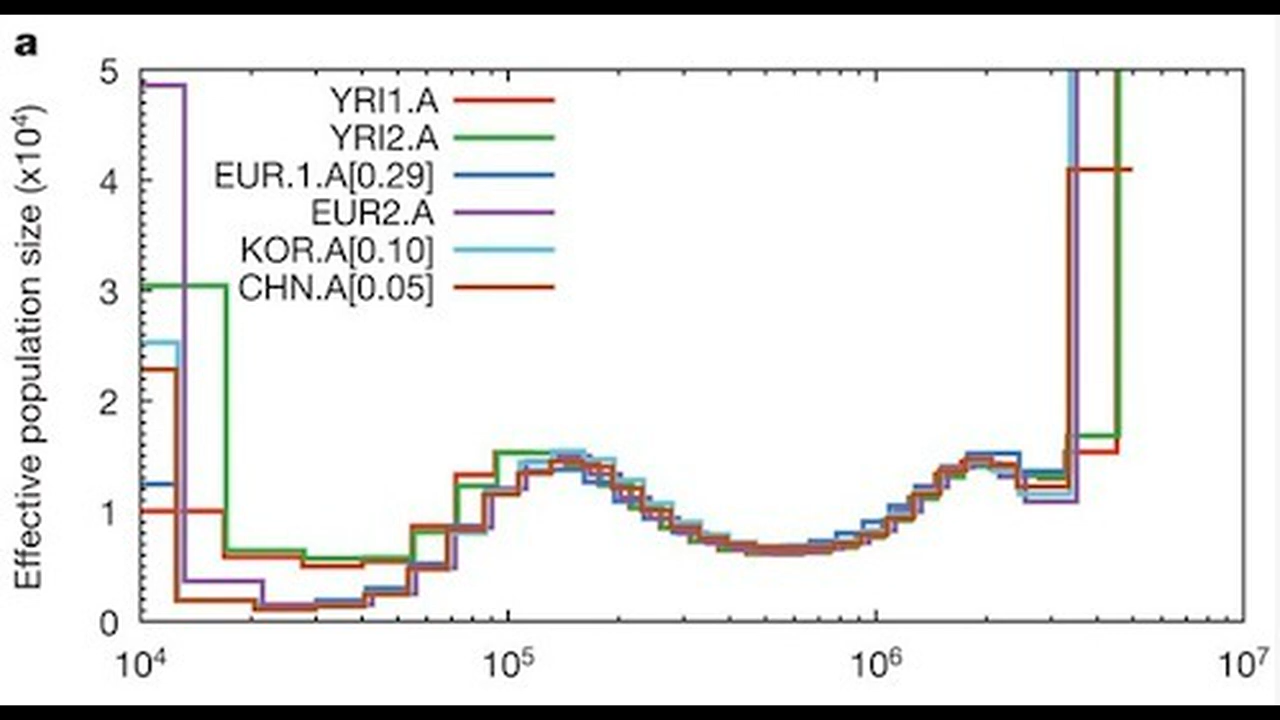 a
Effective population size (x10⁴)
5
4
3
2
1
0
YRI1.A
YRI2.A
EUR.1.A[0.29]
EUR2.A
KOR.A[0.10]
CHN.A[0.05]
10⁴ 10⁵ 10⁶ 10⁷